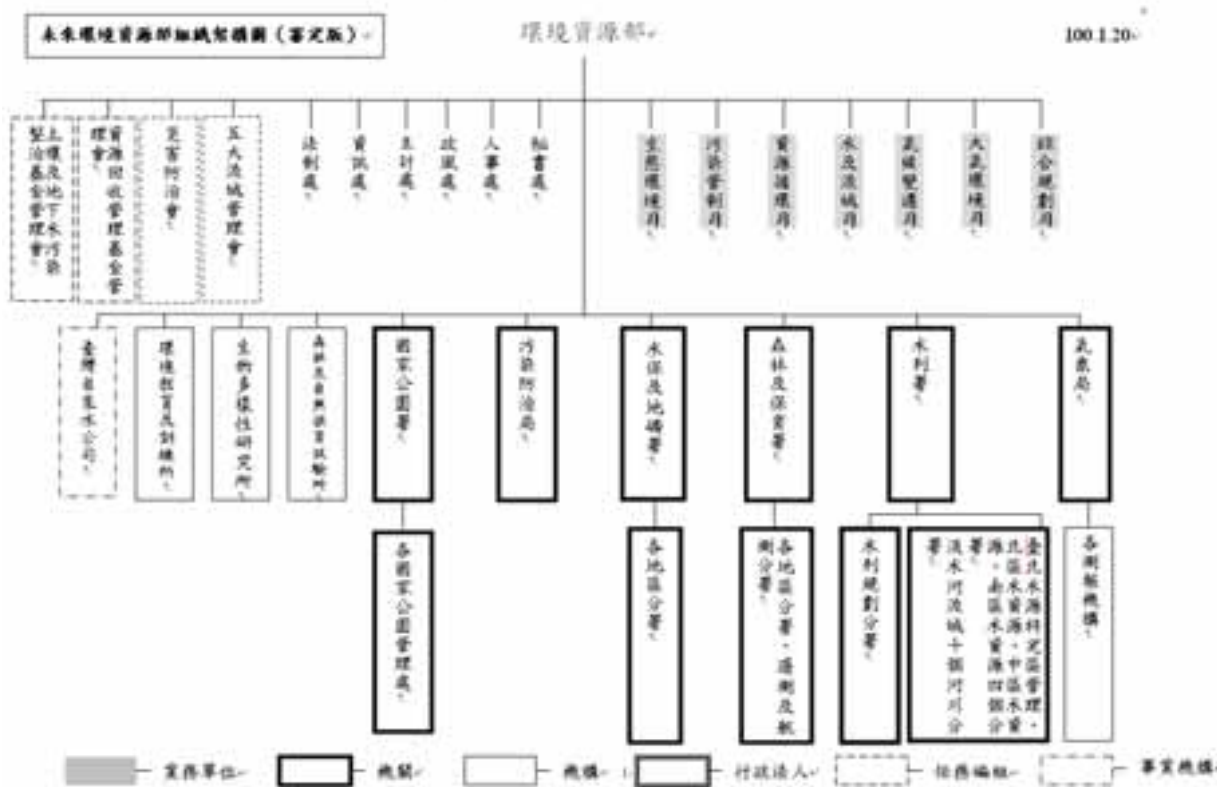 未來環境資源部組織架構圖（審定版）
環境資源部
100.1.20
土壤及地下水污染整治基金管理會
資源回收管理基金管理會
災害防治會
五大流域管理會
法制處
資訊處
主計處
政風處
人事處
秘書處
生態環境司
污染管制司
資源循環司
水及流域司
氣候變遷司
大氣環境司
綜合規劃司
臺灣自來水公司
環境教育及訓練所
生物多樣性研究所
森林及自然保育試驗所
國家公園署
污染防治局
水保及地礦署
森林及保育署
水利署
氣象局
各國家公園管理處
各地區分署
各地區分署、遙測及航測分署
水利規劃分署
臺北水源特定區管理、北區水資源、中區水資源、南區水資源四個分署
淡水河流域十個河川分署
各測報機構
業務單位
機關
機構
行政法人
任務編組
事業機構